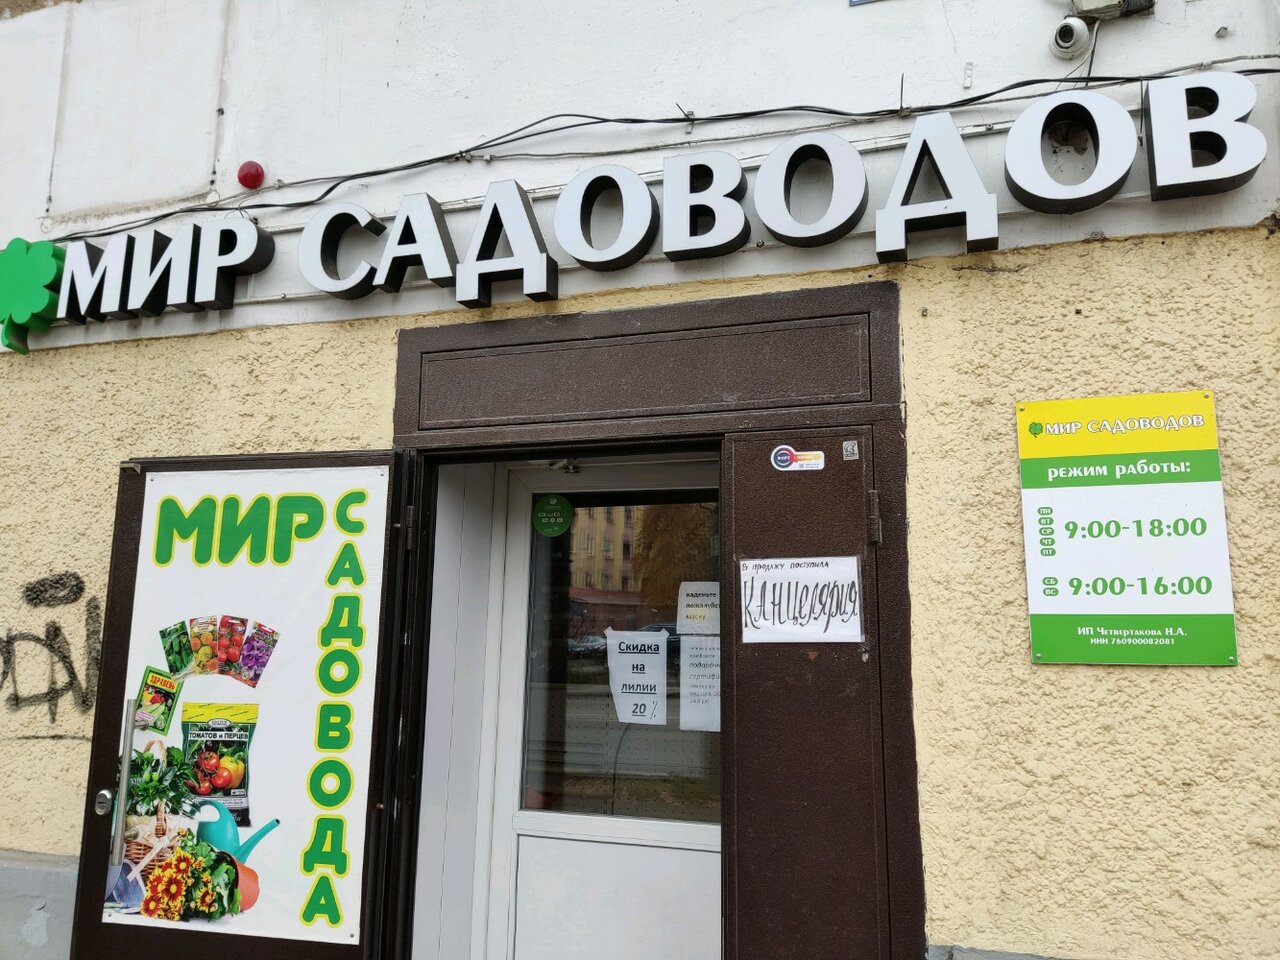 МИР САДОВОДОВ
МИР
САДОВОДА
ЗДРАВЕНЬ
ТОМАТОВ И ПЕРЦЕВ
Скидка
на
лилии
20 %
наденьте
маску
В продажу поступила
КАНЦЕЛЯРИЯ
МИР САДОВОДОВ
РЕЖИМ РАБОТЫ:
ПН
ВТ
СР
ЧТ
ПТ
9:00-18:00
СБ
ВС
9:00-16:00
ИП ЧЕТВЕРТАКОВА Н.А.
ИНН 760900082081